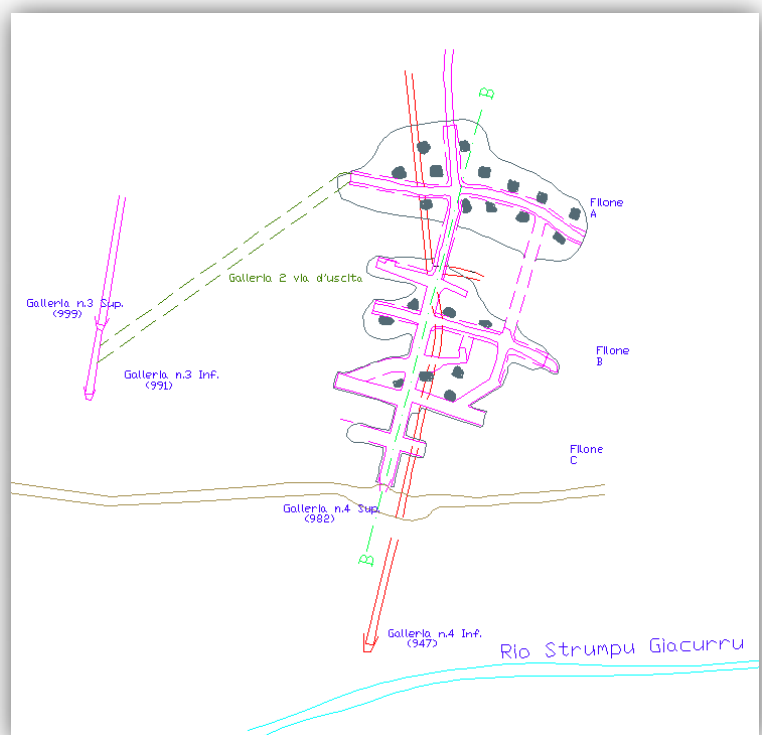 B
Filone
A
Galleria 2 via d'uscita
Galleria n.3 Sup.
(999)
Filone
B
Galleria n.3 Inf.
(991)
Filone
C
Galleria n.4 Sup.
(982)
B
Galleria n.4 Inf.
(947)
Rio Strumpu Giacurru